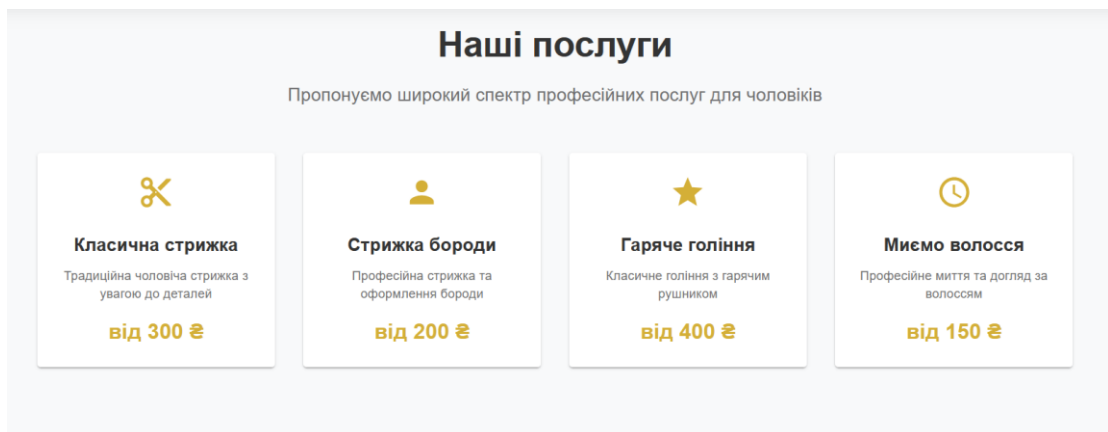 Наші послуги
Пропонуємо широкий спектр професійних послуг для чоловіків
Класична стрижка
Традиційна чоловіча стрижка з
увагою до деталей
від 300 ₴
Стрижка бороди
Професійна стрижка та
оформлення бороди
від 200 ₴
Гаряче гоління
Класичне гоління з гарячим
рушником
від 400 ₴
Миємо волосся
Професійне миття та догляд за
волоссям
від 150 ₴